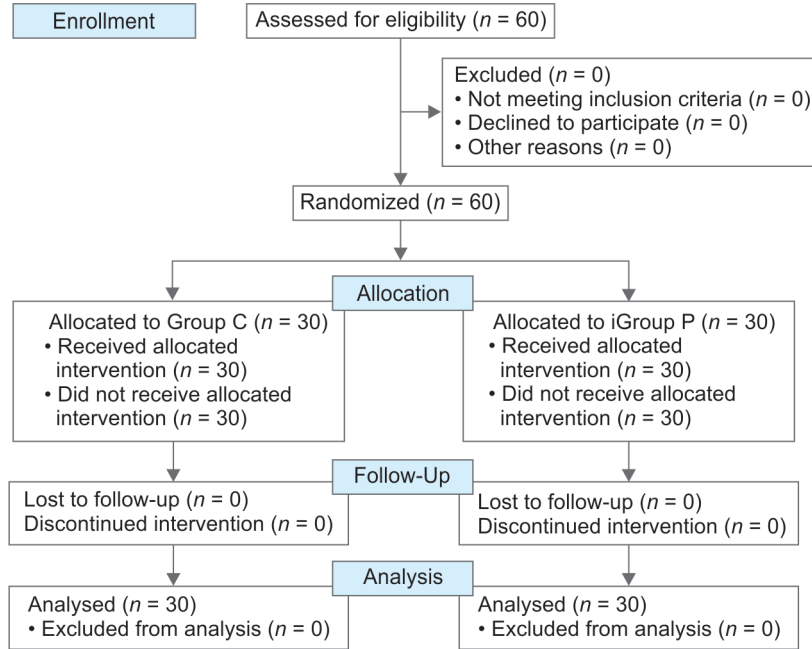 Enrollment
Assessed for eligibility (n = 60)
Excluded (n = 0)
• Not meeting inclusion criteria (n = 0)
• Declined to participate (n = 0)
• Other reasons (n = 0)
Randomized (n = 60)
Allocation
Allocated to Group C (n = 30)
• Received allocated
intervention (n = 30)
• Did not receive allocated
intervention (n = 30)
Allocated to iGroup P (n = 30)
• Received allocated
intervention (n = 30)
• Did not receive allocated
intervention (n = 30)
Follow-Up
Lost to follow-up (n = 0)
Discontinued intervention (n = 0)
Lost to follow-up (n = 0)
Discontinued intervention (n = 0)
Analysis
Analysed (n = 30)
• Excluded from analysis (n = 0)
Analysed (n = 30)
• Excluded from analysis (n = 0)